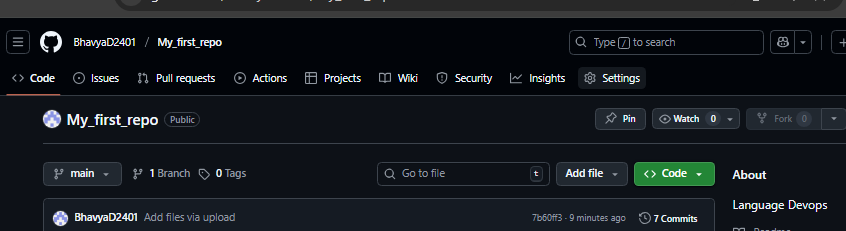 BhavyaD2401 / My_first_repo Type / to search
Code Issues Pull requests Actions Projects Wiki Security Insights Settings
My_first_repo Public Pin Watch 0 Fork 0
main 1 Branch 0 Tags Go to file t Add file Code About
Language Devops
BhavyaD2401 Add files via upload 7b60ff3 · 9 minutes ago 7 Commits